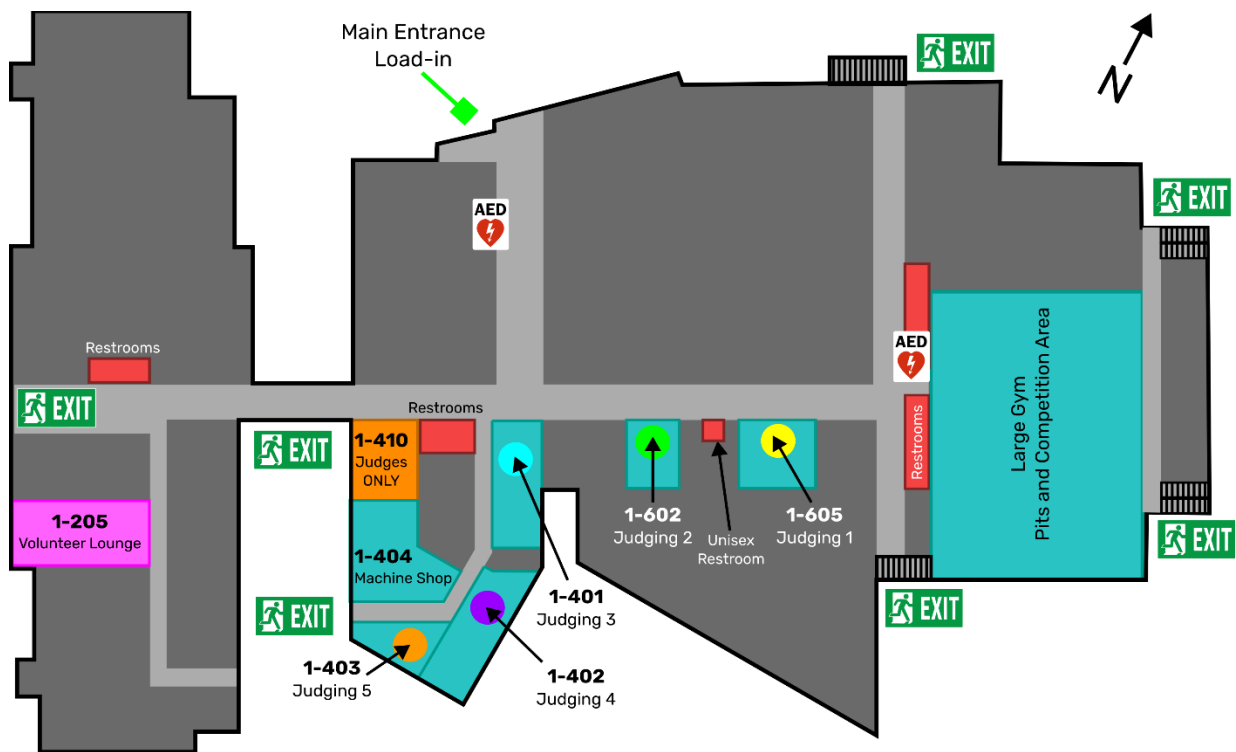 Main Entrance
Load-in
EXIT
N
EXIT
AED
Restrooms
AED
EXIT
Restrooms
EXIT
1-410
Judges
ONLY
Restrooms
Large Gym
Pits and Competition Area
1-205
Volunteer Lounge
1-404
Machine Shop
1-602
Judging 2
Unisex
Restroom
1-605
Judging 1
EXIT
EXIT
1-401
Judging 3
EXIT
1-403
Judging 5
1-402
Judging 4
EXIT